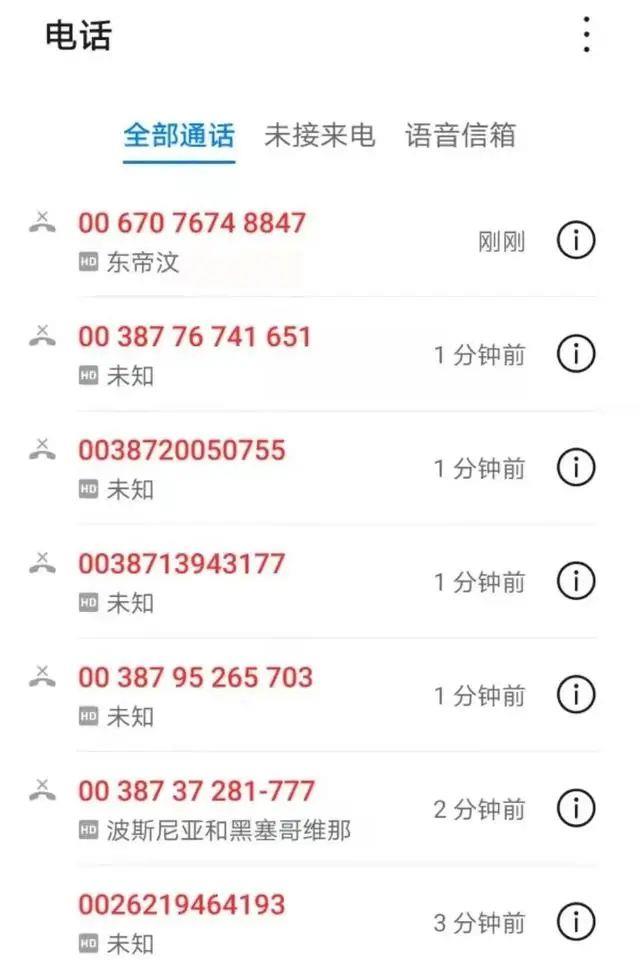 电话
全部通话 未接来电 语音信箱
00 670 7674 8847
刚刚
HD 东帝汶
00 387 76 741 651
1 分钟前
HD 未知
0038720050755
1 分钟前
HD 未知
0038713943177
1 分钟前
HD 未知
00 387 95 265 703
1 分钟前
HD 未知
00 387 37 281-777
2 分钟前
HD 波斯尼亚和黑塞哥维那
0026219464193
3 分钟前
HD 未知